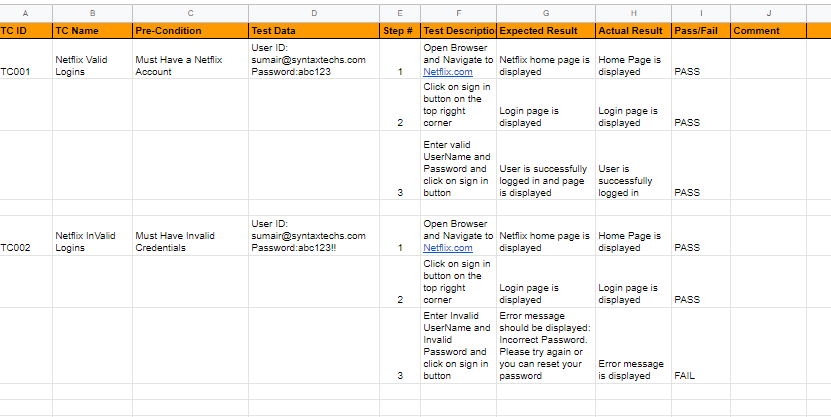 A B C D E F G H I J
TC ID TC Name Pre-Condition Test Data Step # Test Descriptio Expected Result Actual Result Pass/Fail Comment
TC001
Netflix Valid
Logins
Must Have a Netflix
Account
User ID:
sumair@syntaxtechs.com
Password:abc123
1
Open Browser
and Navigate to
Netflix.com
Netflix home page is
displayed
Home Page is
displayed
PASS
2
Click on sign in
button on the
top rigght
corner
Login page is
displayed
Login page is
displayed
PASS
3
Enter valid
UserName and
Password and
click on sign in
button
User is successfully
logged in and page
is displayed
User is
successfully
logged in
PASS
TC002
Netflix InValid
Logins
Must Have Invalid
Credentials
User ID:
sumair@syntaxtechs.com
Password:abc123!!
1
Open Browser
and Navigate to
Netflix.com
Netflix home page is
displayed
Home Page is
displayed
PASS
2
Click on sign in
button on the
top rigght
corner
Login page is
displayed
Login page is
displayed
PASS
3
Enter Invalid
UserName and
Invalid
Password and
click on sign in
button
Error message
should be displayed:
Incorrect Password,
Please try again or
you can reset your
password
Error message
is displayed
FAIL